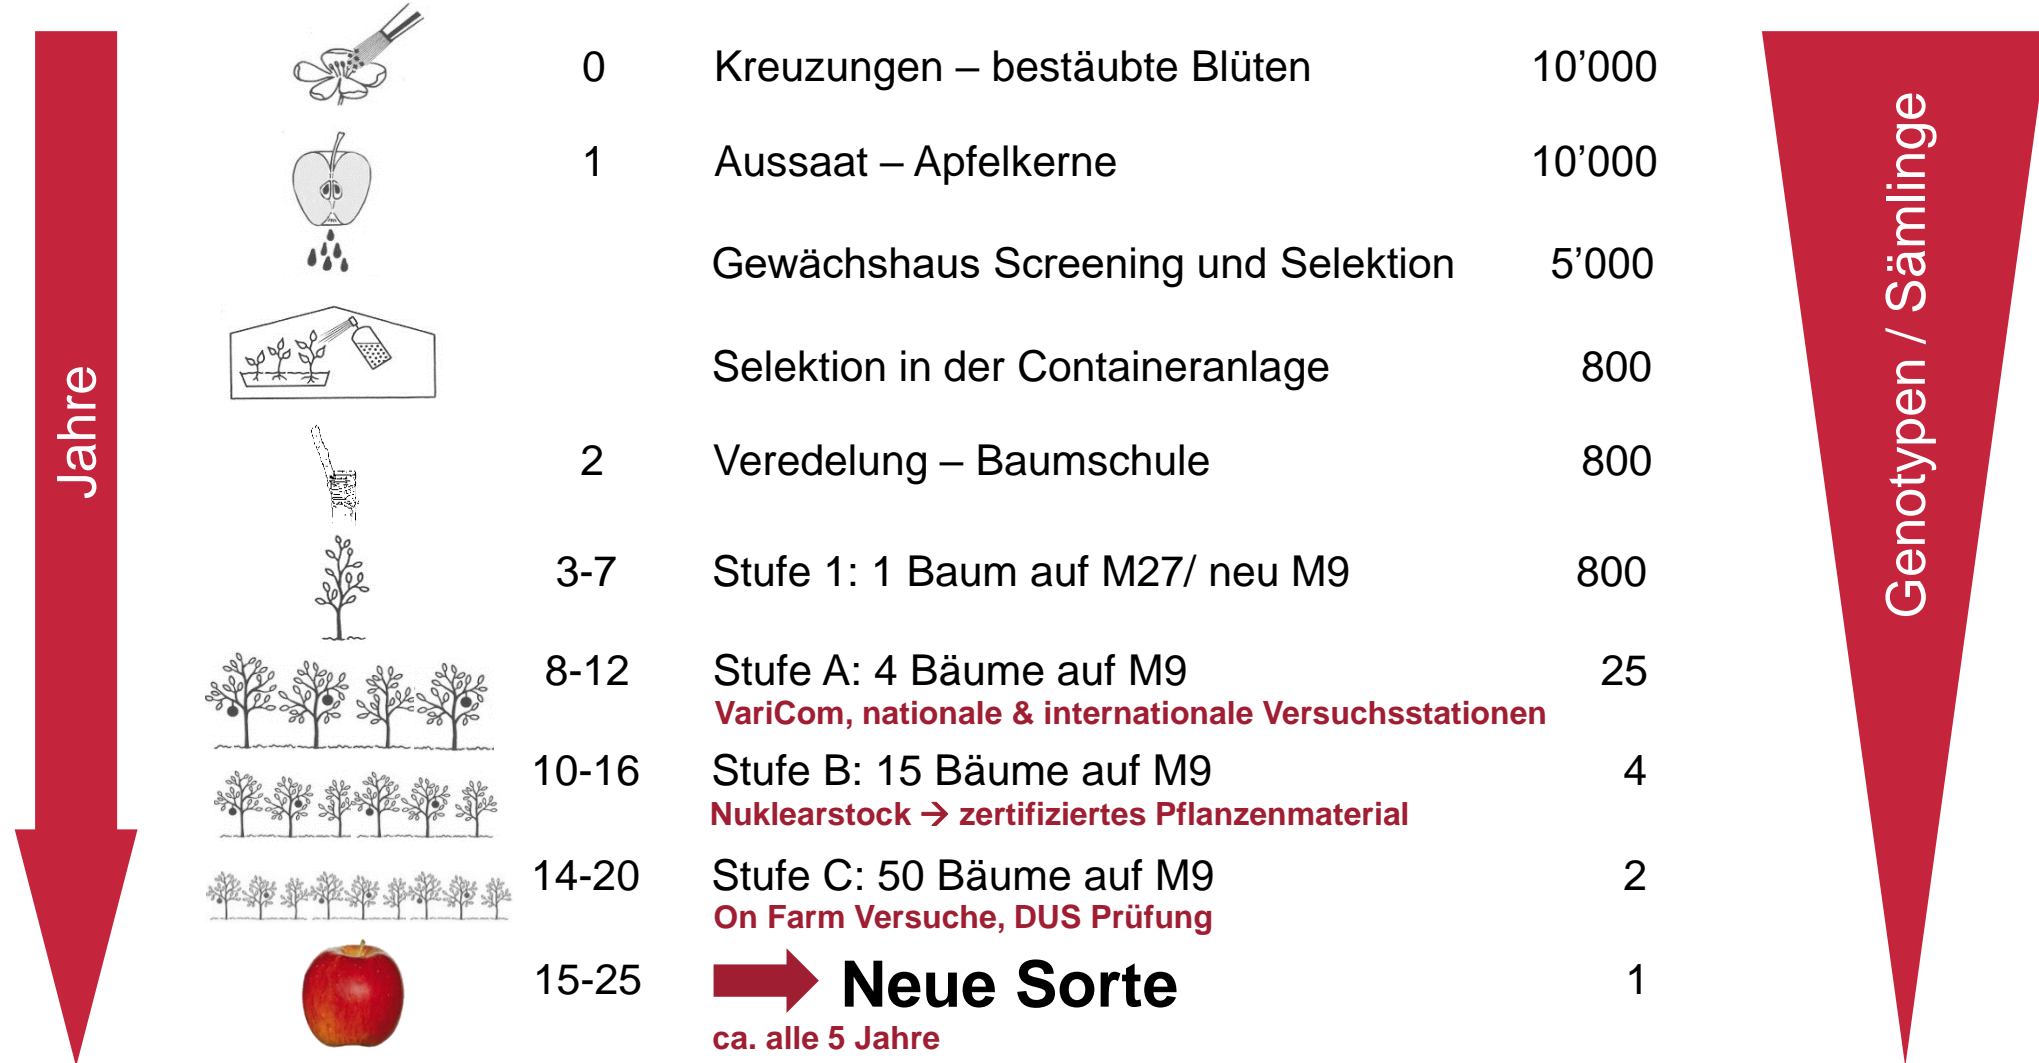 Jahre
0 Kreuzungen – bestäubte Blüten 10’000
1 Aussaat – Apfelkerne 10’000
Gewächshaus Screening und Selektion 5’000
Selektion in der Containeranlage 800
2 Veredelung – Baumschule 800
3-7 Stufe 1: 1 Baum auf M27/ neu M9 800
8-12 Stufe A: 4 Bäume auf M9 25
VariCom, nationale & internationale Versuchsstationen
10-16 Stufe B: 15 Bäume auf M9 4
Nuklearstock → zertifiziertes Pflanzenmaterial
14-20 Stufe C: 50 Bäume auf M9 2
On Farm Versuche, DUS Prüfung
15-25 Neue Sorte 1
ca. alle 5 Jahre
Genotypen / Sämlinge